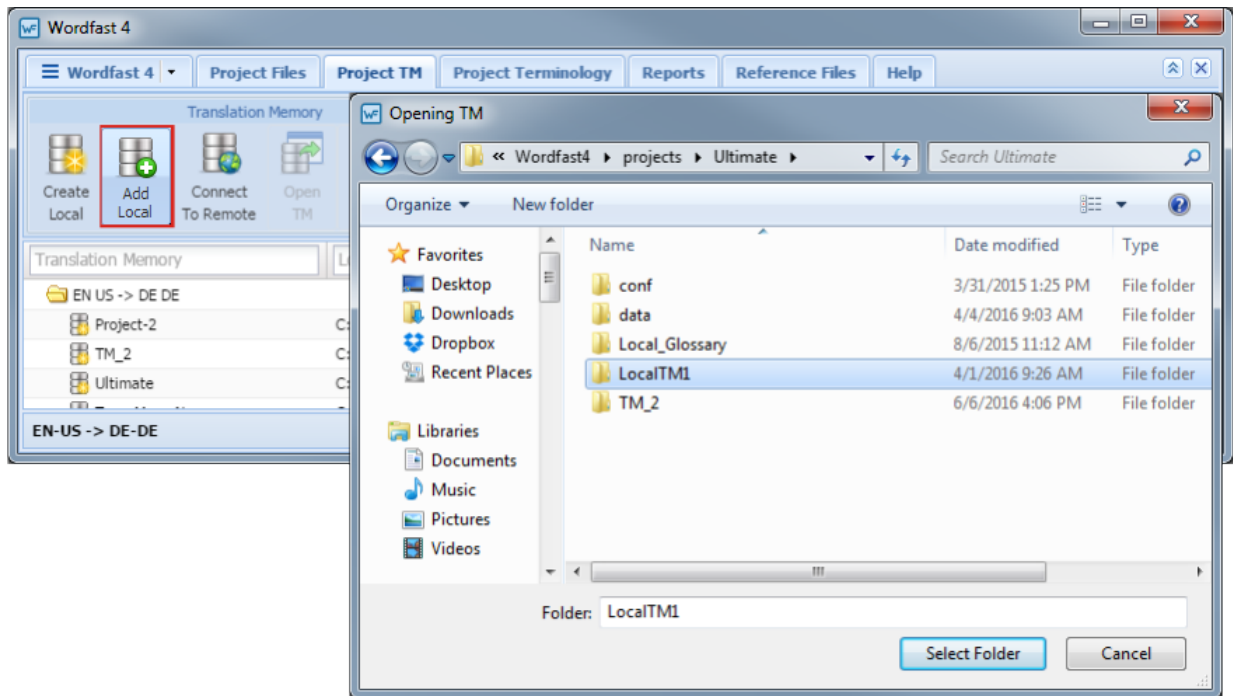 Wordfast 4
Wordfast 4
Project Files
Project TM
Project Terminology
Reports
Reference Files
Help
Translation Memory
Create Local
Add Local
Connect To Remote
Open TM
Translation Memory
EN US -> DE DE
Project-2
TM_2
Ultimate
EN-US -> DE-DE
Opening TM
« Wordfast4 projects Ultimate
Search Ultimate
Organize
New folder
Favorites
Desktop
Downloads
Dropbox
Recent Places
Libraries
Documents
Music
Pictures
Videos
Name Date modified Type
conf 3/31/2015 1:25 PM File folder
data 4/4/2016 9:03 AM File folder
Local_Glossary 8/6/2015 11:12 AM File folder
LocalTM1 4/1/2016 9:26 AM File folder
TM_2 6/6/2016 4:06 PM File folder
Folder: LocalTM1
Select Folder
Cancel